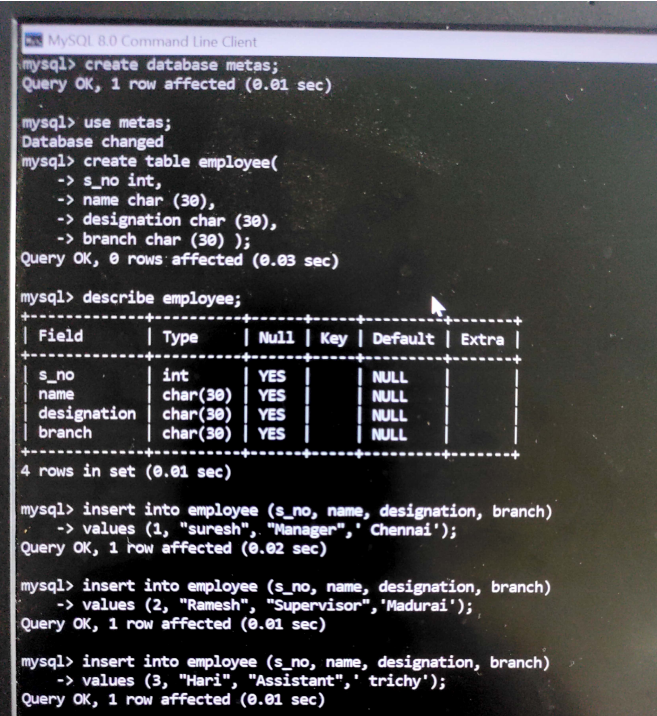 MySQL 8.0 Command Line Client
mysql> create database metas;
Query OK, 1 row affected (0.01 sec)
mysql> use metas;
Database changed
mysql> create table employee(
-> s_no int,
-> name char (30),
-> designation char (30),
-> branch char (30) );
Query OK, 0 rows affected (0.03 sec)
mysql> describe employee;
+-------------+----------+------+-----+---------+-------+
| Field | Type | Null | Key | Default | Extra |
+-------------+----------+------+-----+---------+-------+
| s_no | int | YES | | NULL | |
| name | char(30) | YES | | NULL | |
| designation | char(30) | YES | | NULL | |
| branch | char(30) | YES | | NULL | |
+-------------+----------+------+-----+---------+-------+
4 rows in set (0.01 sec)
mysql> insert into employee (s_no, name, designation, branch)
-> values (1, "suresh", "Manager",' Chennai');
Query OK, 1 row affected (0.02 sec)
mysql> insert into employee (s_no, name, designation, branch)
-> values (2, "Ramesh", "Supervisor",'Madurai');
Query OK, 1 row affected (0.01 sec)
mysql> insert into employee (s_no, name, designation, branch)
-> values (3, "Hari", "Assistant",' trichy');
Query OK, 1 row affected (0.01 sec)